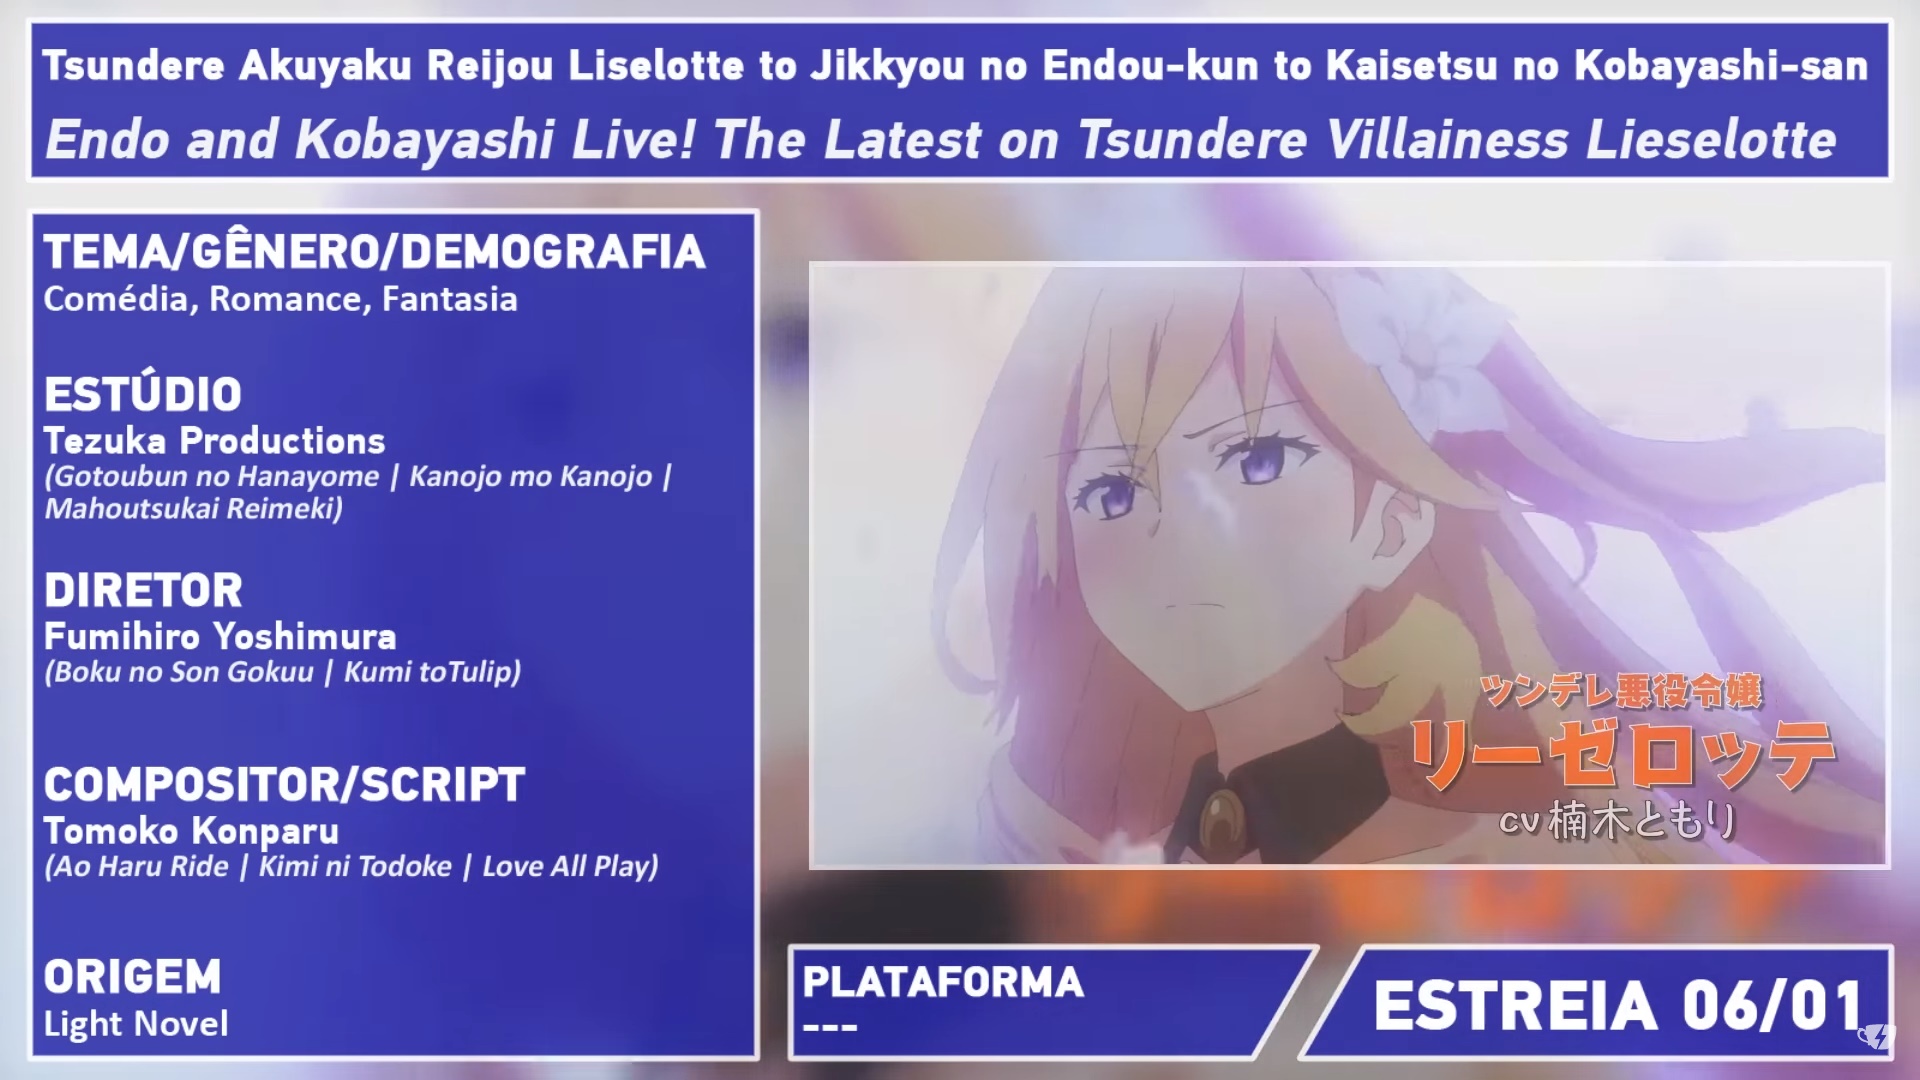 Tsundere Akuyaku Reijou Liselotte to Jikkyou no Endou-kun to Kaisetsu no Kobayashi-san
Endo and Kobayashi Live! The Latest on Tsundere Villainess Lieselotte
TEMA/GÊNERO/DEMOGRAFIA
Comédia, Romance, Fantasia
ESTÚDIO
Tezuka Productions
(Gotoubun no Hanayome | Kanojo mo Kanojo |
Mahoutsukai Reimeki)
DIRETOR
Fumihiro Yoshimura
(Boku no Son Gokuu | Kumi toTulip)
COMPOSITOR/SCRIPT
Tomoko Konparu
(Ao Haru Ride | Kimi ni Todoke | Love All Play)
ORIGEM
Light Novel
ツンデレ悪役令嬢
リーゼロッテ
cv楠木ともり
PLATAFORMA
---
ESTREIA 06/01